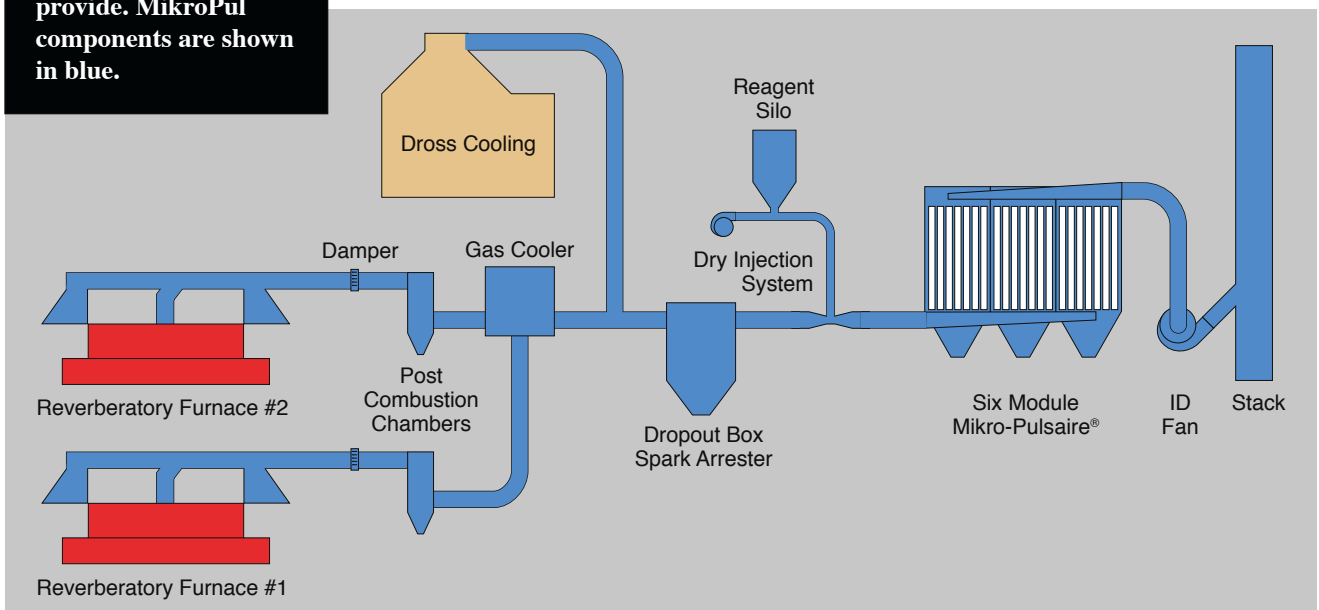 provide. MikroPul
components are shown
in blue.
Dross Cooling
Reagent
Silo
Damper
Gas Cooler
Dry Injection
System
Reverberatory Furnace #2
Post
Combustion
Chambers
Dropout Box
Spark Arrester
Six Module
Mikro-Pulsaire®
ID
Fan
Stack
Reverberatory Furnace #1